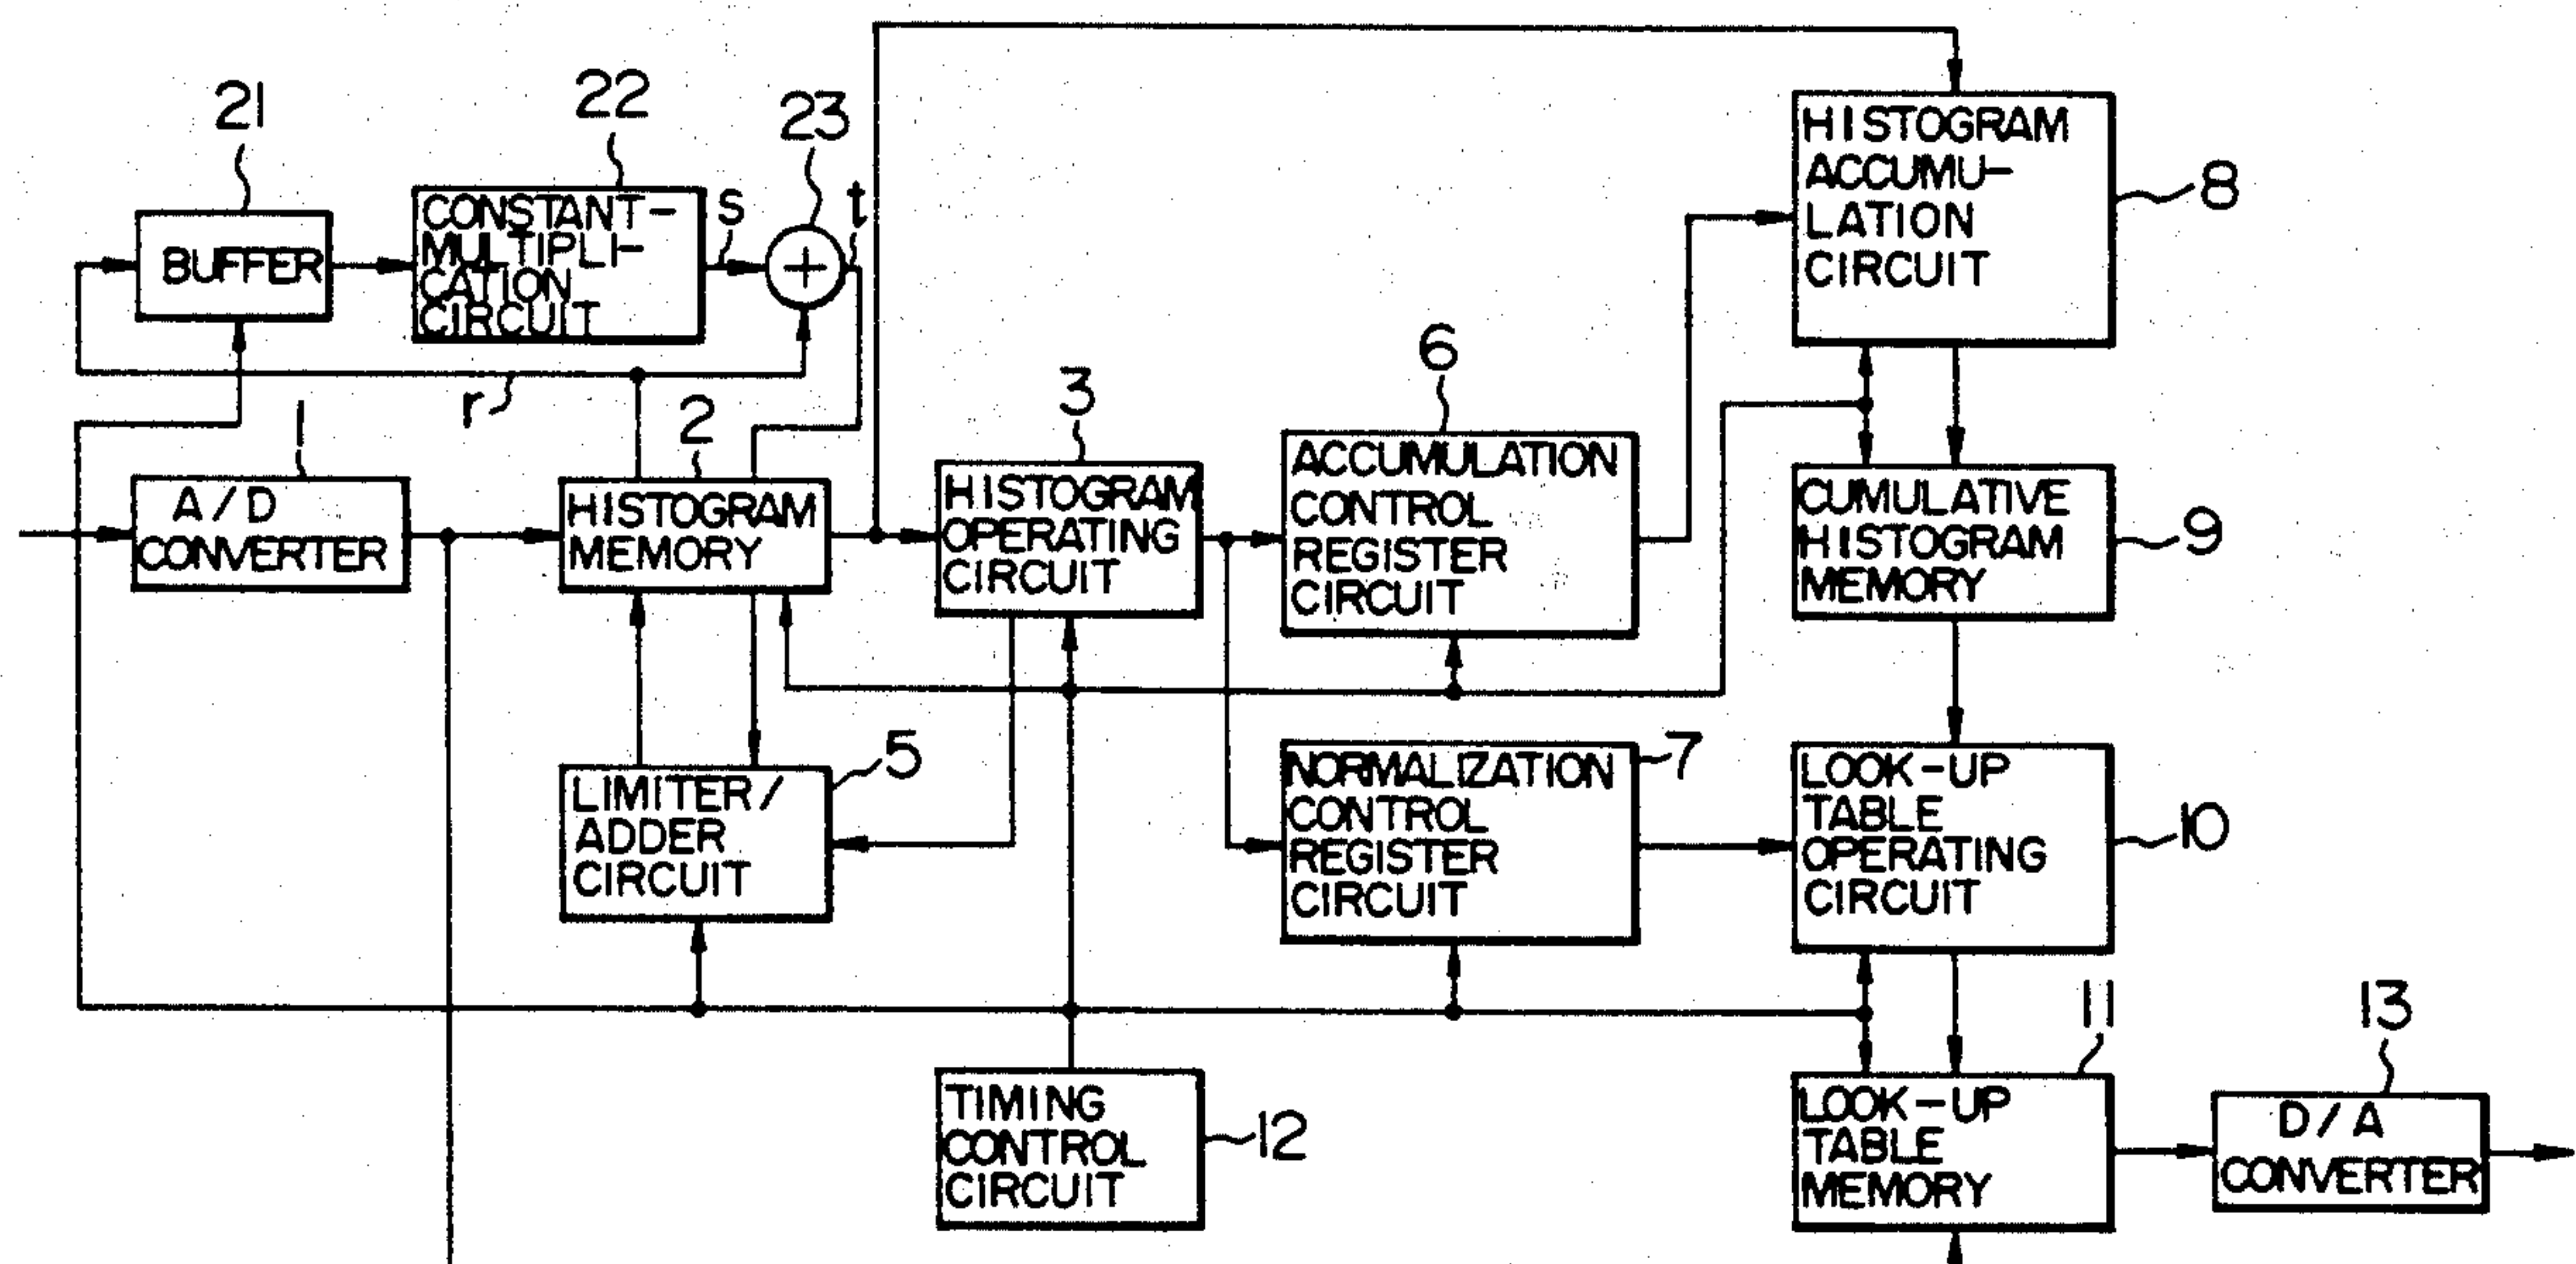 21
22
23
BUFFER
CONSTANT-
MULTIPLI-
CATION
CIRCUIT
s
t
r
HISTOGRAM
ACCUMU-
LATION
CIRCUIT
8
1
A/D
CONVERTER
2
HISTOGRAM
MEMORY
3
HISTOGRAM
OPERATING
CIRCUIT
6
ACCUMULATION
CONTROL
REGISTER
CIRCUIT
CUMULATIVE
HISTOGRAM
MEMORY
9
5
LIMITER/
ADDER
CIRCUIT
7
NORMALIZATION
CONTROL
REGISTER
CIRCUIT
LOOK-UP
TABLE
OPERATING
CIRCUIT
10
TIMING
CONTROL
CIRCUIT
12
11
LOOK-UP
TABLE
MEMORY
13
D/A
CONVERTER